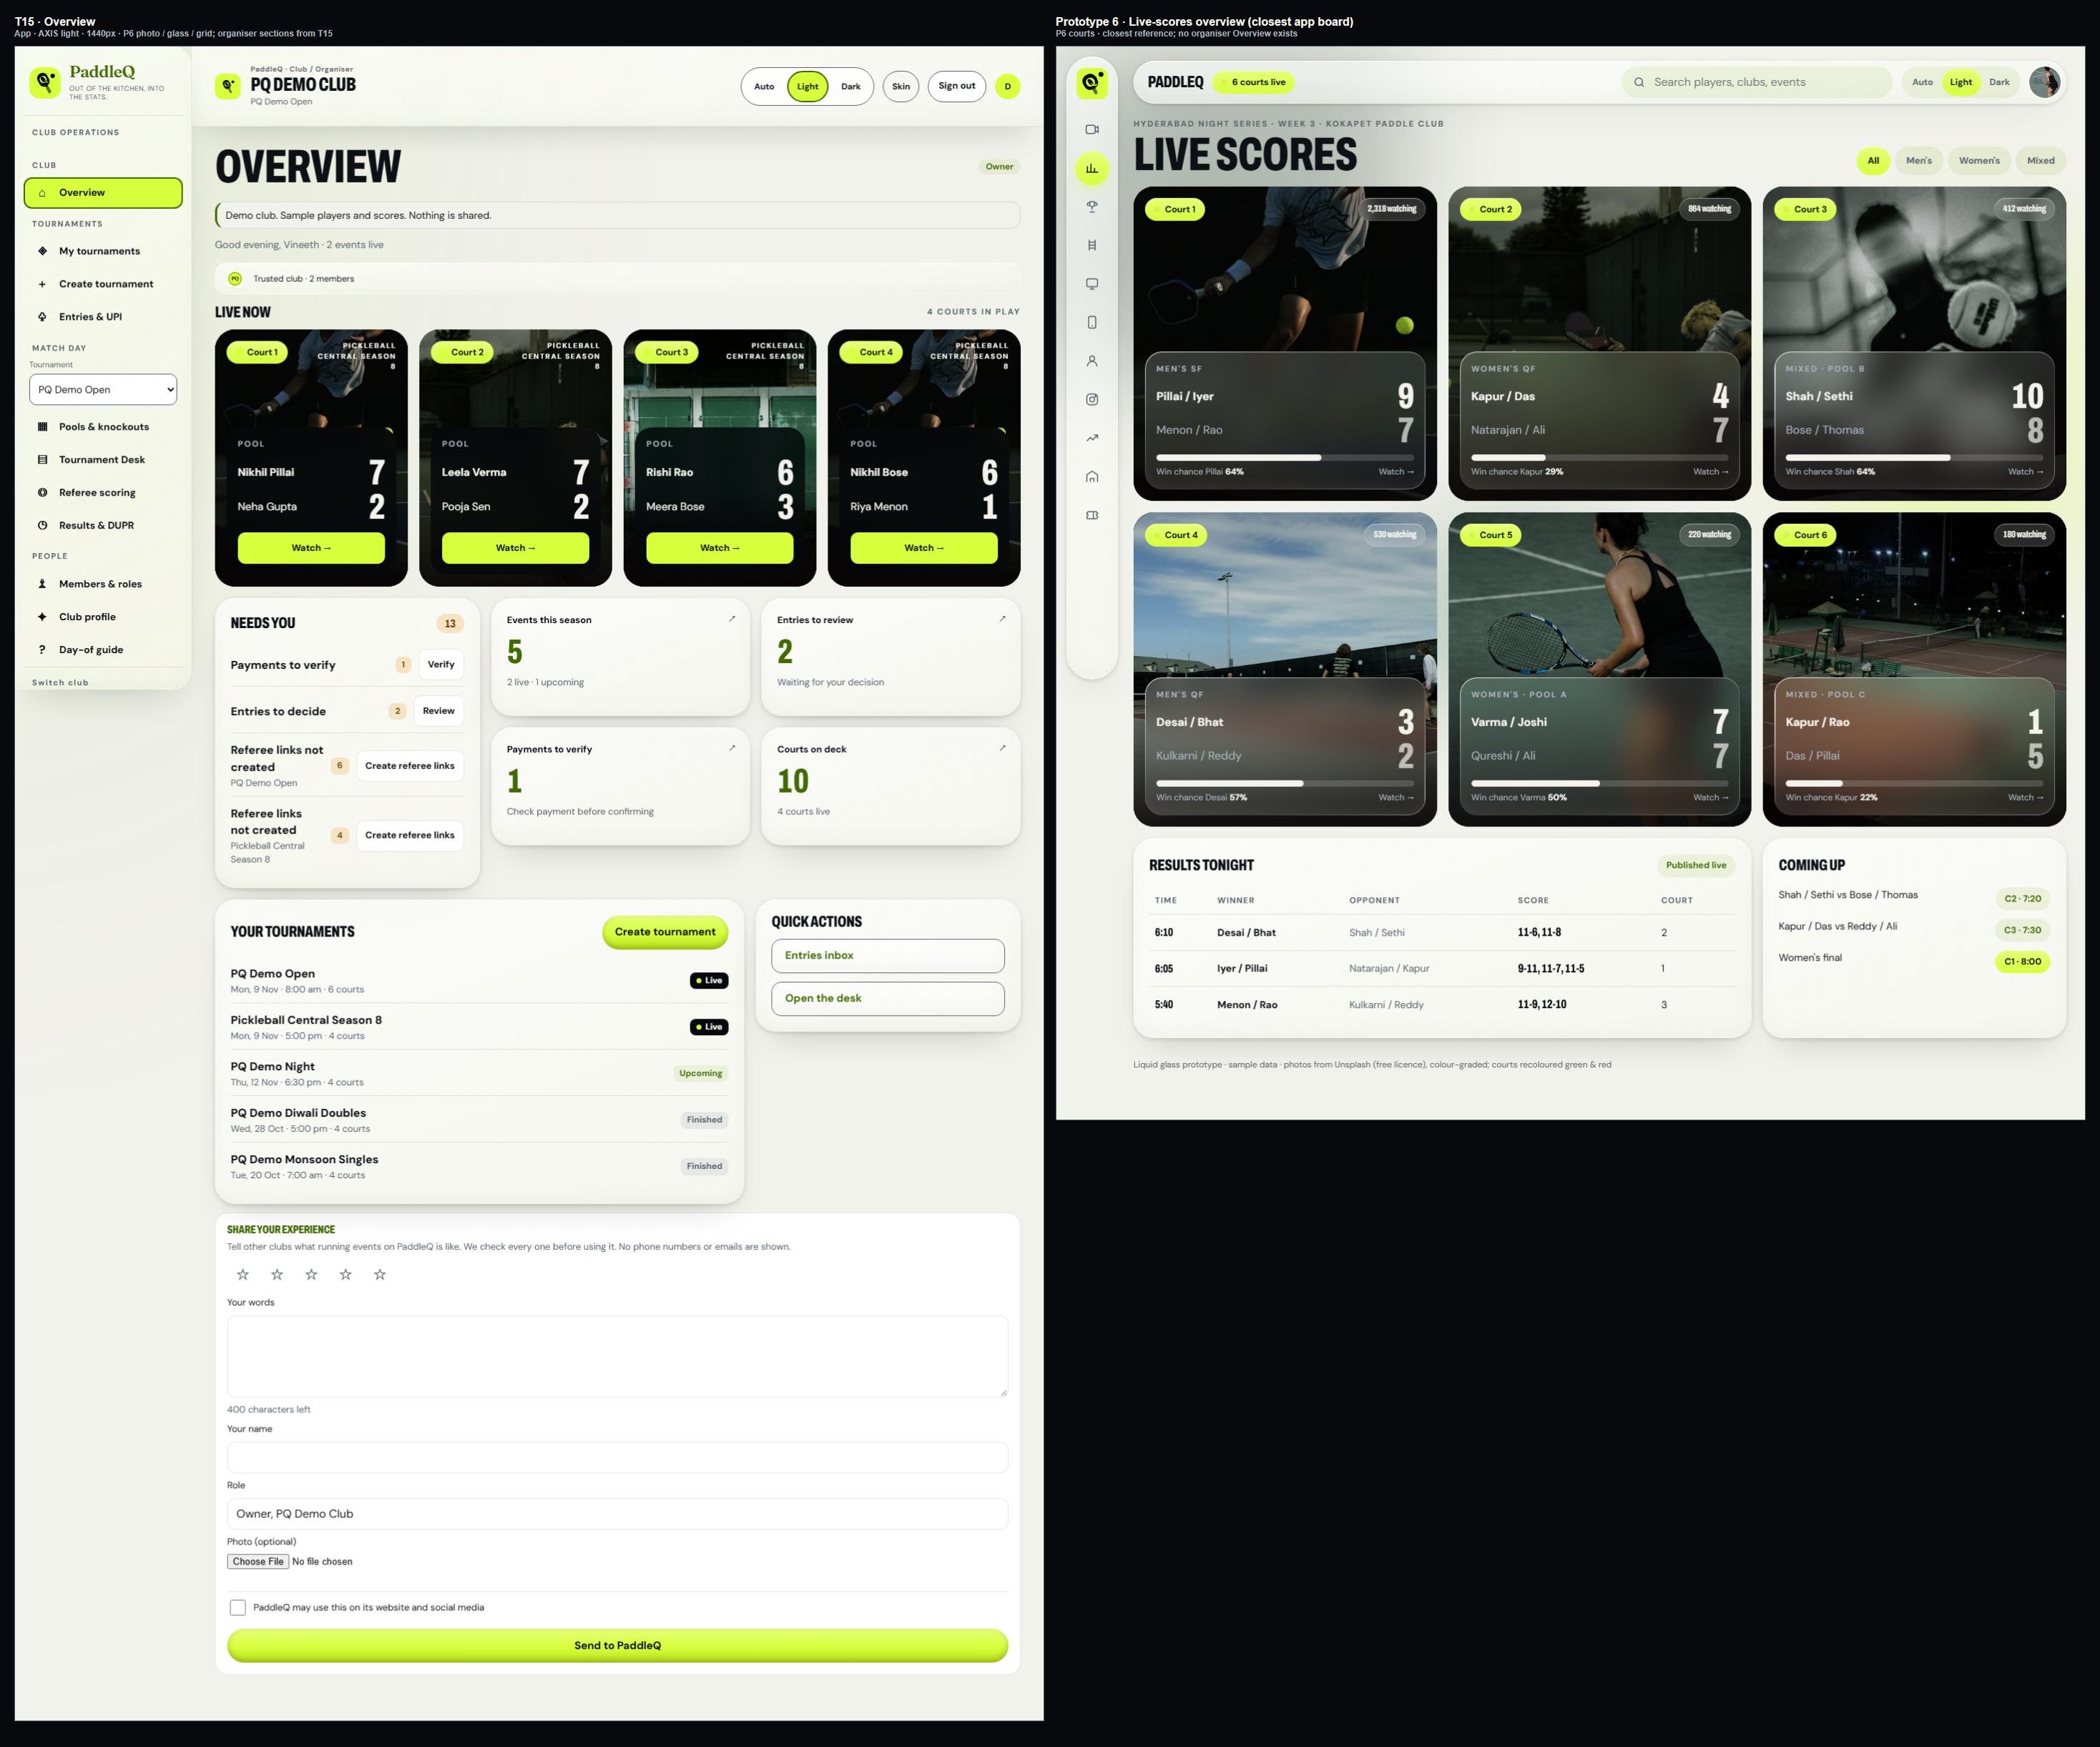 T15 · Overview
App · AXIS light · 1440px · P6 photo / glass / grid; organiser sections from T15
PaddleQ
OUT OF THE KITCHEN, INTO
THE STATS.
CLUB OPERATIONS
CLUB
Overview
TOURNAMENTS
My tournaments
Create tournament
Entries & UPI
MATCH DAY
Tournament
PQ Demo Open
Pools & knockouts
Tournament Desk
Referee scoring
Results & DUPR
PEOPLE
Members & roles
Club profile
Day-of guide
Switch club
PaddleQ · Club / Organiser
PQ DEMO CLUB
PQ Demo Open
Auto
Light
Dark
Skin
Sign out
D
OVERVIEW
Owner
Demo club. Sample players and scores. Nothing is shared.
Good evening, Vineeth · 2 events live
PQ
Trusted club · 2 members
LIVE NOW
4 COURTS IN PLAY
Court 1
PICKLEBALL
CENTRAL SEASON
8
POOL
Nikhil Pillai 7
Neha Gupta 2
Watch →
Court 2
PICKLEBALL
CENTRAL SEASON
8
POOL
Leela Verma 7
Pooja Sen 2
Watch →
Court 3
PICKLEBALL
CENTRAL SEASON
8
POOL
Rishi Rao 6
Meera Bose 3
Watch →
Court 4
PICKLEBALL
CENTRAL SEASON
8
POOL
Nikhil Bose 6
Riya Menon 1
Watch →
NEEDS YOU 13
Payments to verify 1 Verify
Entries to decide 2 Review
Referee links not
created
PQ Demo Open
6 Create referee links
Referee links
not created
Pickleball Central
Season 8
4 Create referee links
Events this season ↗
5
2 live · 1 upcoming
Entries to review ↗
2
Waiting for your decision
Payments to verify ↗
1
Check payment before confirming
Courts on deck ↗
10
4 courts live
YOUR TOURNAMENTS
Create tournament
PQ Demo Open
Mon, 9 Nov · 8:00 am · 6 courts
Live
Pickleball Central Season 8
Mon, 9 Nov · 5:00 pm · 4 courts
Live
PQ Demo Night
Thu, 12 Nov · 6:30 pm · 4 courts
Upcoming
PQ Demo Diwali Doubles
Wed, 28 Oct · 5:00 pm · 4 courts
Finished
PQ Demo Monsoon Singles
Tue, 20 Oct · 7:00 am · 4 courts
Finished
QUICK ACTIONS
Entries inbox
Open the desk
SHARE YOUR EXPERIENCE
Tell other clubs what running events on PaddleQ is like. We check every one before using it. No phone numbers or emails are shown.
Your words
400 characters left
Your name
Role
Owner, PQ Demo Club
Photo (optional)
Choose File No file chosen
PaddleQ may use this on its website and social media
Send to PaddleQ
Prototype 6 · Live-scores overview (closest app board)
P6 courts · closest reference; no organiser Overview exists
PADDLEQ
6 courts live
Search players, clubs, events
Auto
Light
Dark
HYDERABAD NIGHT SERIES · WEEK 3 · KOKAPET PADDLE CLUB
LIVE SCORES
All
Men's
Women's
Mixed
Court 1
2,318 watching
MEN'S SF
Pillai / Iyer 9
Menon / Rao 7
Win chance Pillai 64% Watch →
Court 2
864 watching
WOMEN'S QF
Kapur / Das 4
Natarajan / Ali 7
Win chance Kapur 29% Watch →
Court 3
412 watching
MIXED · POOL B
Shah / Sethi 10
Bose / Thomas 8
Win chance Shah 64% Watch →
Court 4
530 watching
MEN'S QF
Desai / Bhat 3
Kulkarni / Reddy 2
Win chance Desai 57% Watch →
Court 5
220 watching
WOMEN'S · POOL A
Varma / Joshi 7
Qureshi / Ali 7
Win chance Varma 50% Watch →
Court 6
180 watching
MIXED · POOL C
Kapur / Rao 1
Das / Pillai 5
Win chance Kapur 22% Watch →
RESULTS TONIGHT
Published live
TIME WINNER OPPONENT SCORE COURT
6:10 Desai / Bhat Shah / Sethi 11-6, 11-8 2
6:05 Iyer / Pillai Natarajan / Kapur 9-11, 11-7, 11-5 1
5:40 Menon / Rao Kulkarni / Reddy 11-9, 12-10 3
COMING UP
Shah / Sethi vs Bose / Thomas C2 · 7:20
Kapur / Das vs Reddy / Ali C3 · 7:30
Women's final C1 · 8:00
Liquid glass prototype · sample data · photos from Unsplash (free licence), colour-graded; courts recoloured green & red